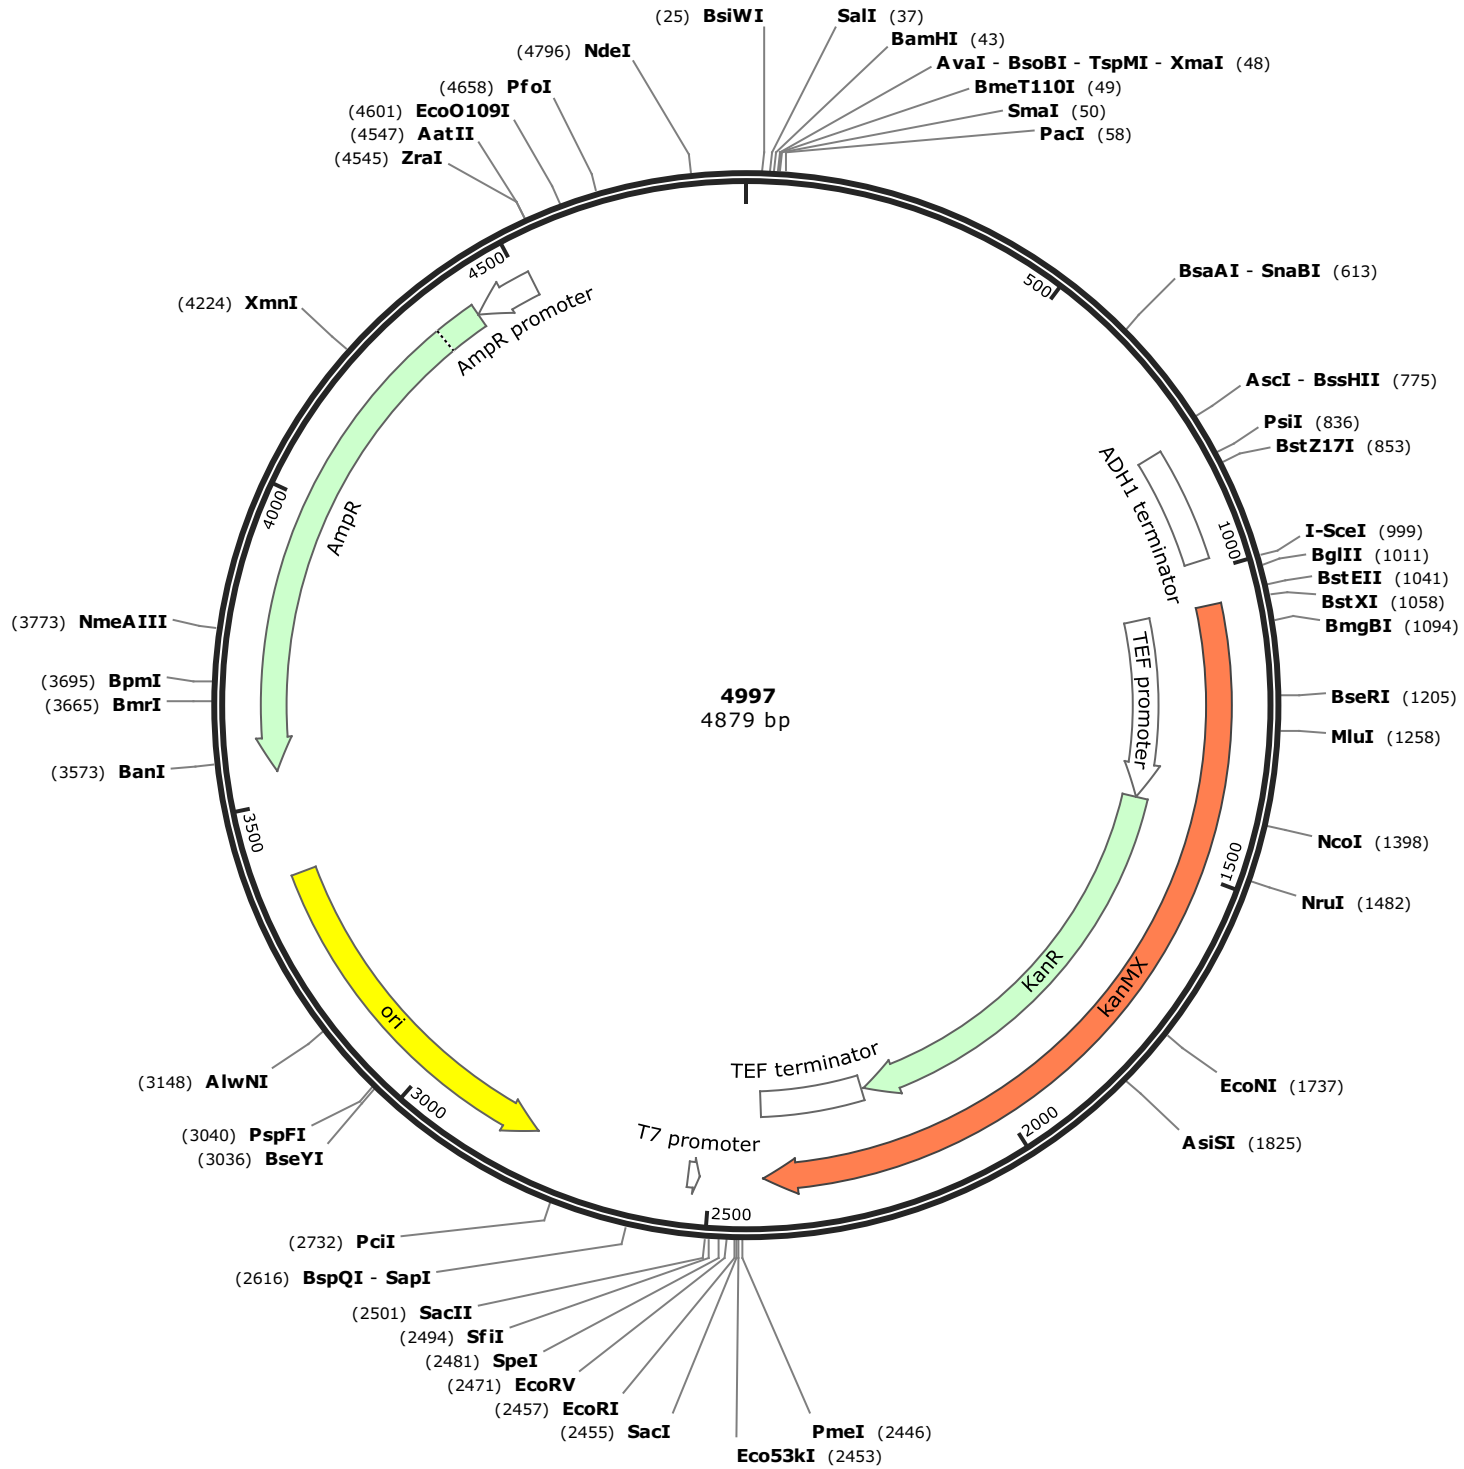 (25) BsiWI
SalI (37)
BamHI (43)
AvaI - BsoBI - TspMI - XmaI (48)
BmeT110I (49)
SmaI (50)
PacI (58)
(4796) NdeI
(4658) PfoI
(4601) EcoO109I
(4547) AatII
(4545) ZraI
(4224) XmnI
BsaAI - SnaBI (613)
AscI - BssHII (775)
PsiI (836)
BstZ17I (853)
I-SceI (999)
BglII (1011)
BstEII (1041)
BstXI (1058)
BmgBI (1094)
BseRI (1205)
MluI (1258)
NcoI (1398)
NruI (1482)
EcoNI (1737)
AsiSI (1825)
(3773) NmeAIII
(3695) BpmI
(3665) BmrI
(3573) BanI
(3148) AlwNI
(3040) PspFI
(3036) BseYI
(2732) PciI
(2616) BspQI - SapI
(2501) SacII
(2494) SfiI
(2481) SpeI
(2471) EcoRV
(2457) EcoRI
(2455) SacI
PmeI (2446)
Eco53kI (2453)
500
1000
1500
2000
2500
3000
3500
4000
4500
AmpR promoter
AmpR
ADH1 terminator
TEF promoter
KanR
kanMX
TEF terminator
T7 promoter
ori
4997
4879 bp